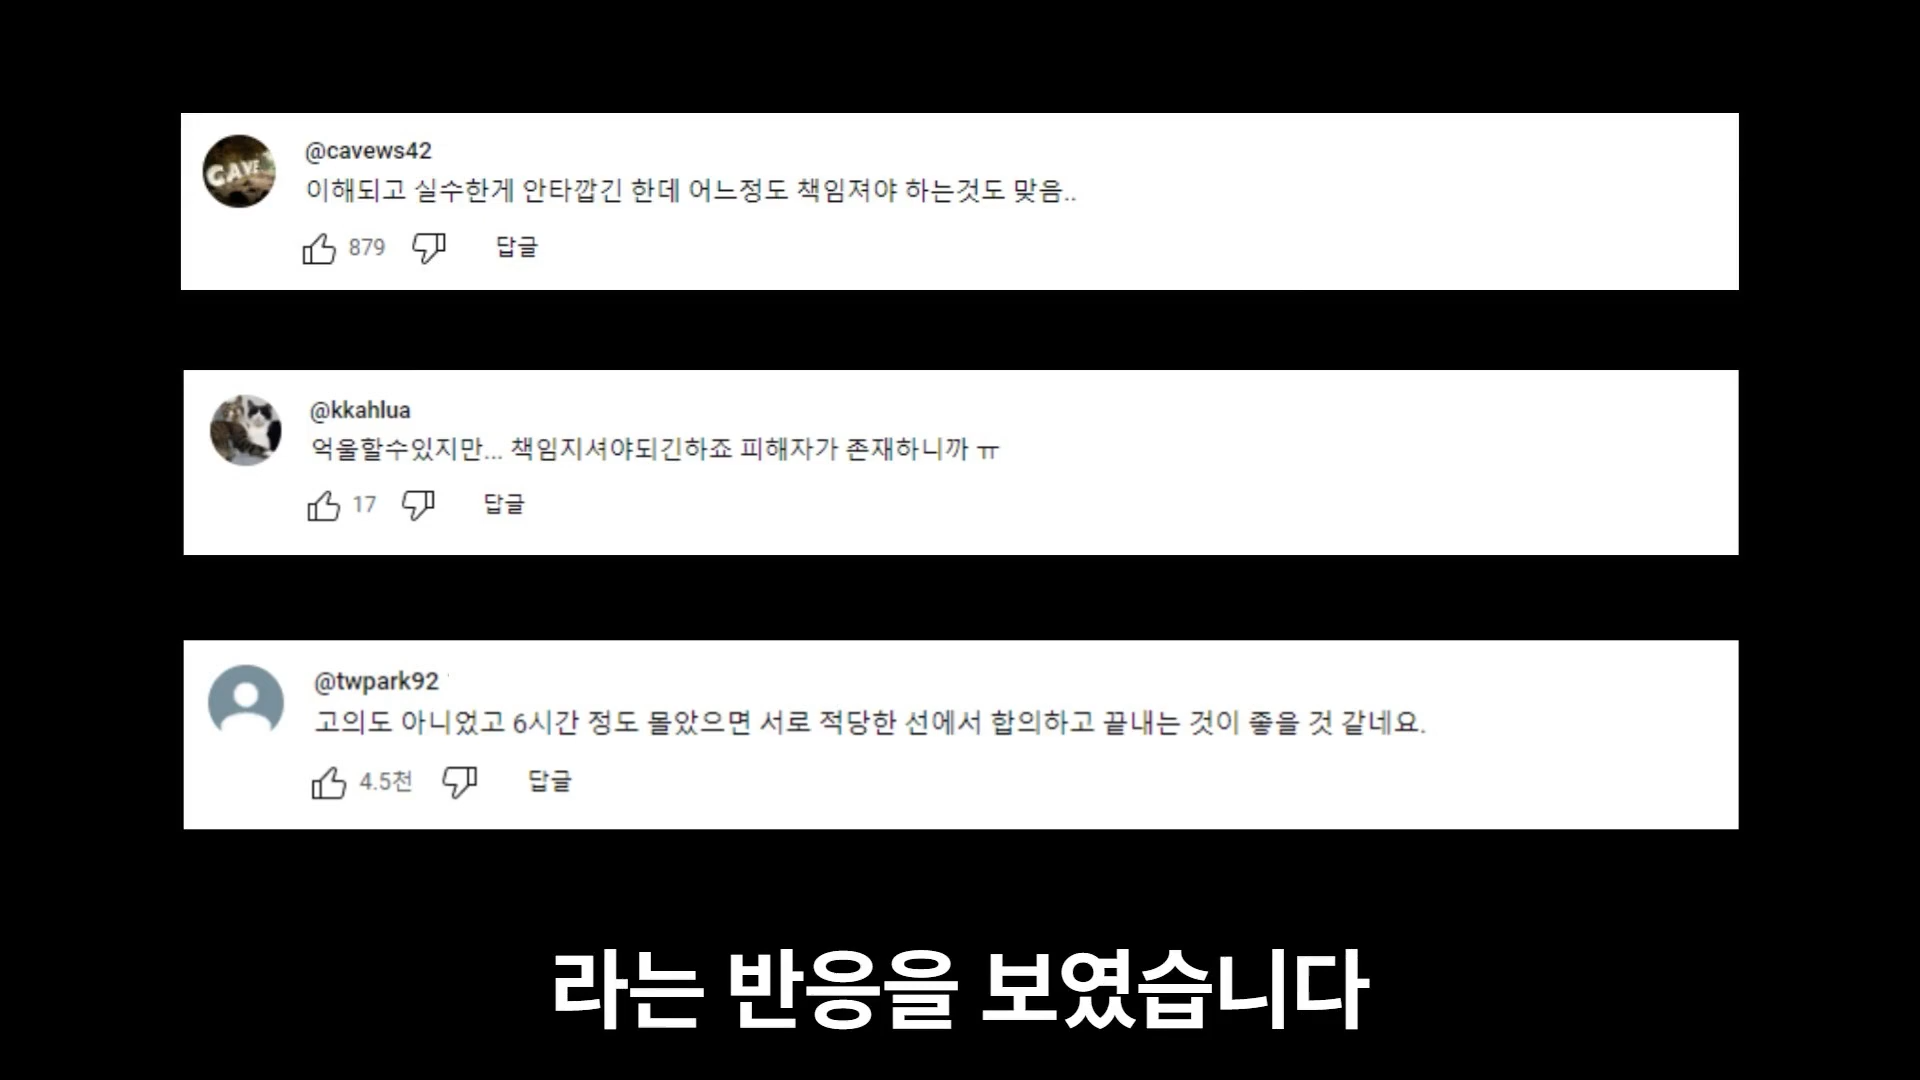 CAVE
@cavews42
이해되고 실수한게 안타깝긴 한데 어느정도 책임져야 하는것도 맞음..
879 답글
@kkahlua
억울할수있지만... 책임지셔야되긴하죠 피해자가 존재하니까 ㅠ
17 답글
@twpark92
고의도 아니었고 6시간 정도 몰았으면 서로 적당한 선에서 합의하고 끝내는 것이 좋을 것 같네요.
4.5천 답글
라는 반응을 보였습니다